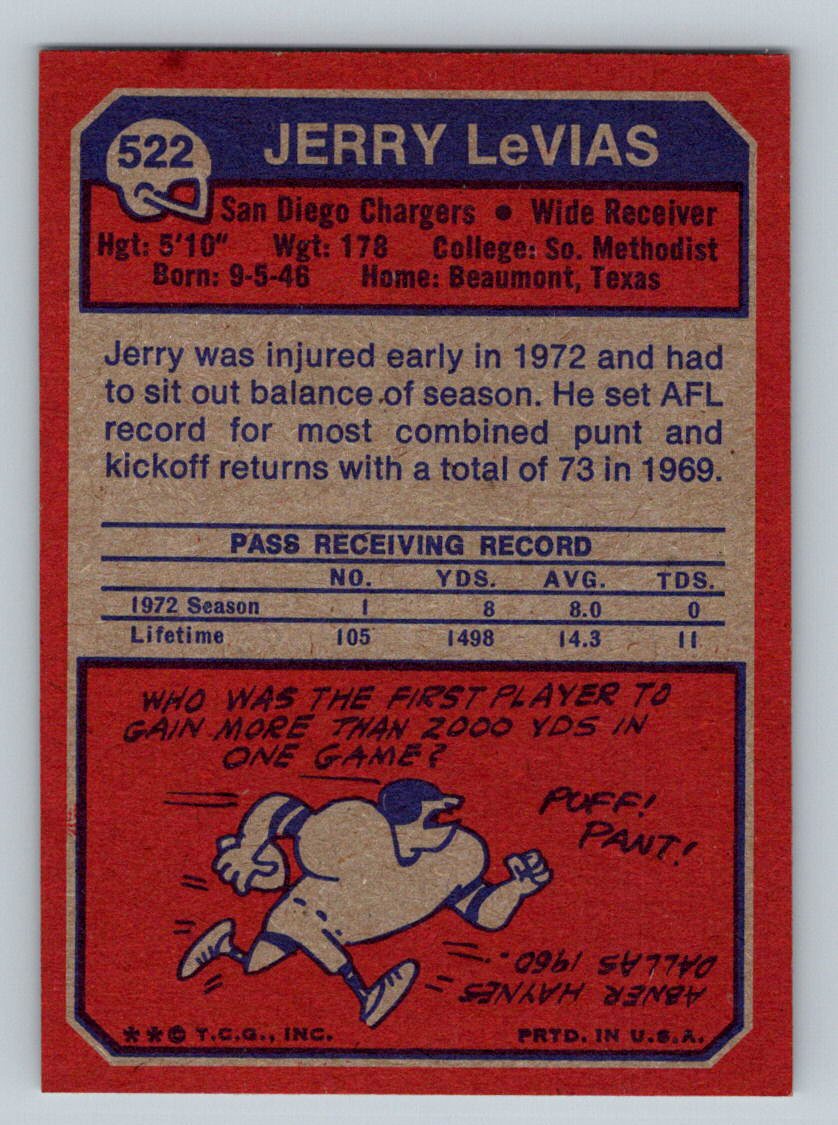 522 JERRY LeVIAS
San Diego Chargers • Wide Receiver
Hgt: 5'10" Wgt: 178 College: So. Methodist
Born: 9-5-46 Home: Beaumont, Texas
Jerry was injured early in 1972 and had
to sit out balance of season. He set AFL
record for most combined punt and
kickoff returns with a total of 73 in 1969.
PASS RECEIVING RECORD
NO. YDS. AVG. TDS.
1972 Season 1 8 8.0 0
Lifetime 105 1498 14.3 11
WHO WAS THE FIRST PLAYER TO
GAIN MORE THAN 2000 YDS IN
ONE GAME?
PUFF!
PANT!
ABNER HAYNES
DALLAS 1960.
**© T.C.G., INC. PRTD. IN U.S.A.